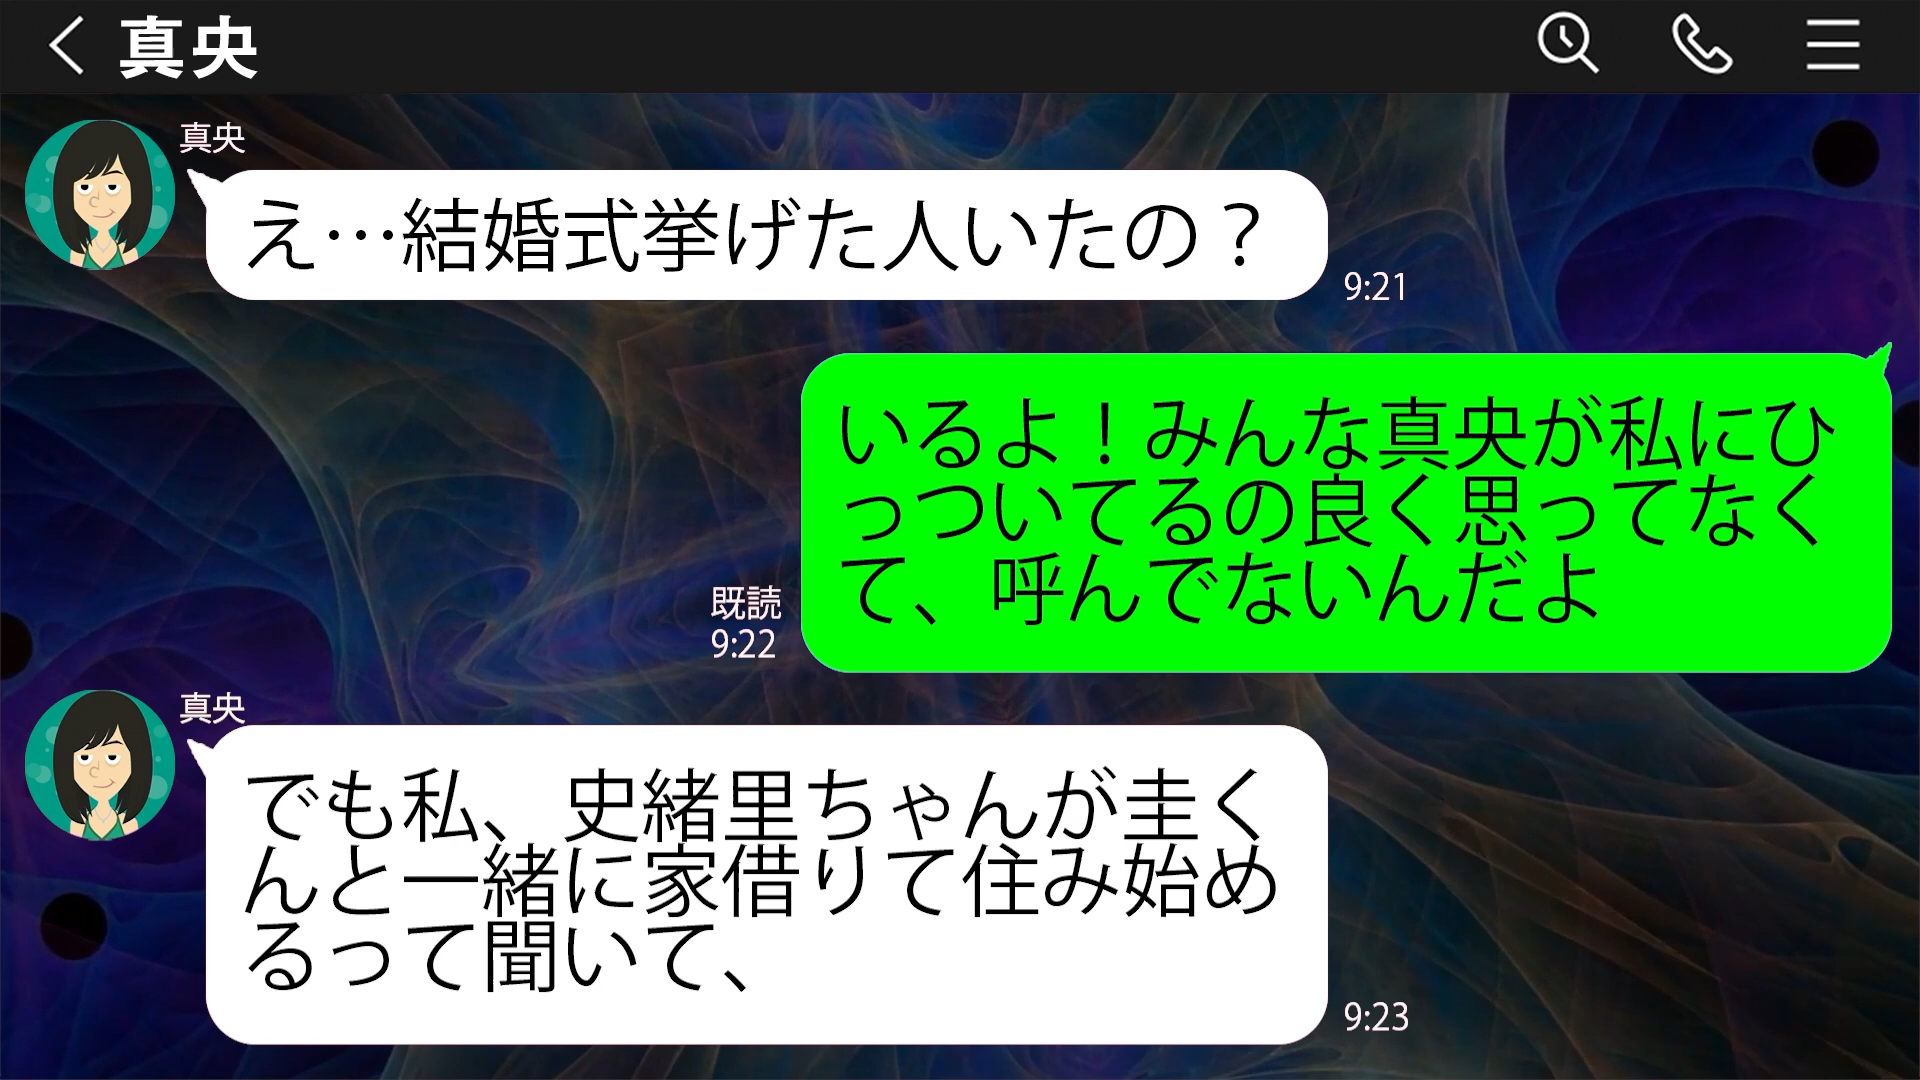 真央
真央
え…結婚式挙げた人いたの？
9:21
いるよ！みんな真央が私にひ
っついてるの良く思ってなく
て、呼んでないんだよ
既読
9:22
真央
でも私、史緒里ちゃんが圭く
んと一緒に家借りて住み始め
るって聞いて、
9:23